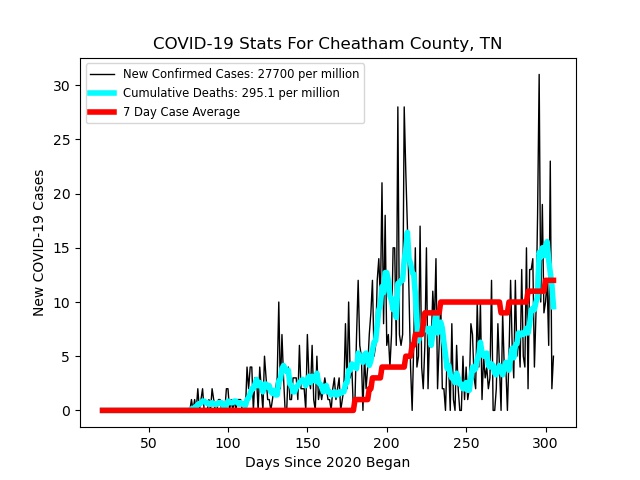 COVID-19 Stats For Cheatham County, TN
New Confirmed Cases: 27700 per million
Cumulative Deaths: 295.1 per million
7 Day Case Average
New COVID-19 Cases
30
25
20
15
10
5
0
50 100 150 200 250 300
Days Since 2020 Began